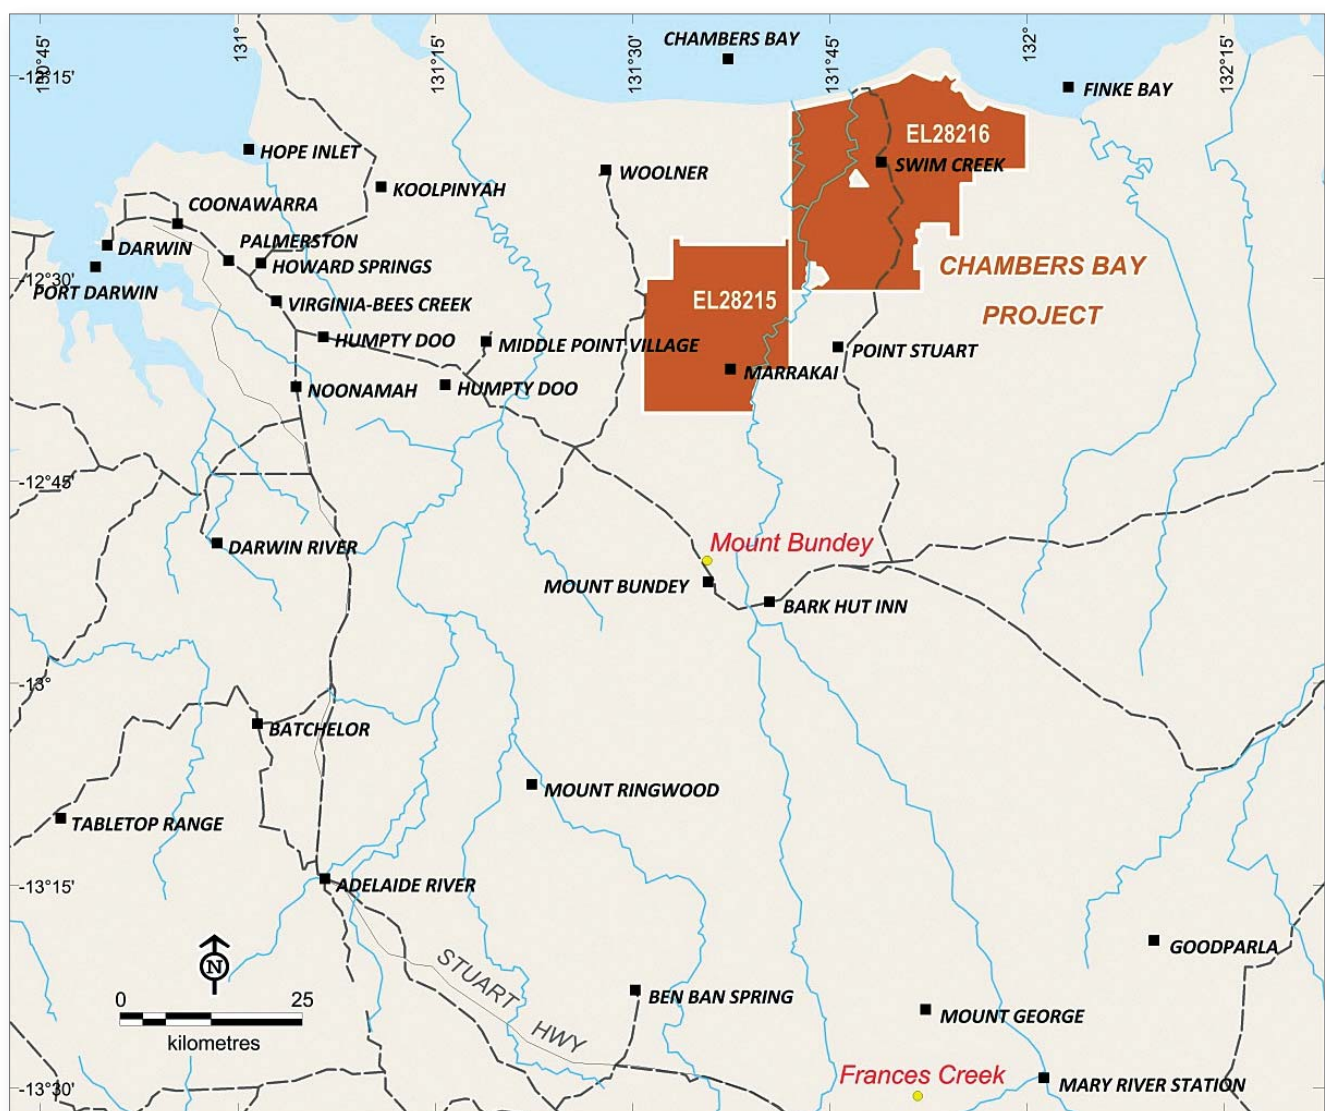 130°45'
131°
131°15'
131°30'
131°45'
132°
132°15'
CHAMBERS BAY
-12°15'
FINKE BAY
EL28216
HOPE INLET
SWIM CREEK
WOOLNER
KOOLPINYAH
COONAWARRA
DARWIN
PALMERSTON
HOWARD SPRINGS
CHAMBERS BAY
PROJECT
-12°30'
PORT DARWIN
VIRGINIA-BEES CREEK
EL28215
HUMPTY DOO
MIDDLE POINT VILLAGE
POINT STUART
MARRAKAI
NOONAMAH
HUMPTY DOO
-12°45'
DARWIN RIVER
Mount Bundey
MOUNT BUNDEY
BARK HUT INN
-13°
BATCHELOR
MOUNT RINGWOOD
TABLETOP RANGE
-13°15'
ADELAIDE RIVER
GOODPARLA
N
STUART HWY
0 25
kilometres
BEN BAN SPRING
MOUNT GEORGE
Frances Creek
MARY RIVER STATION
-13°30'